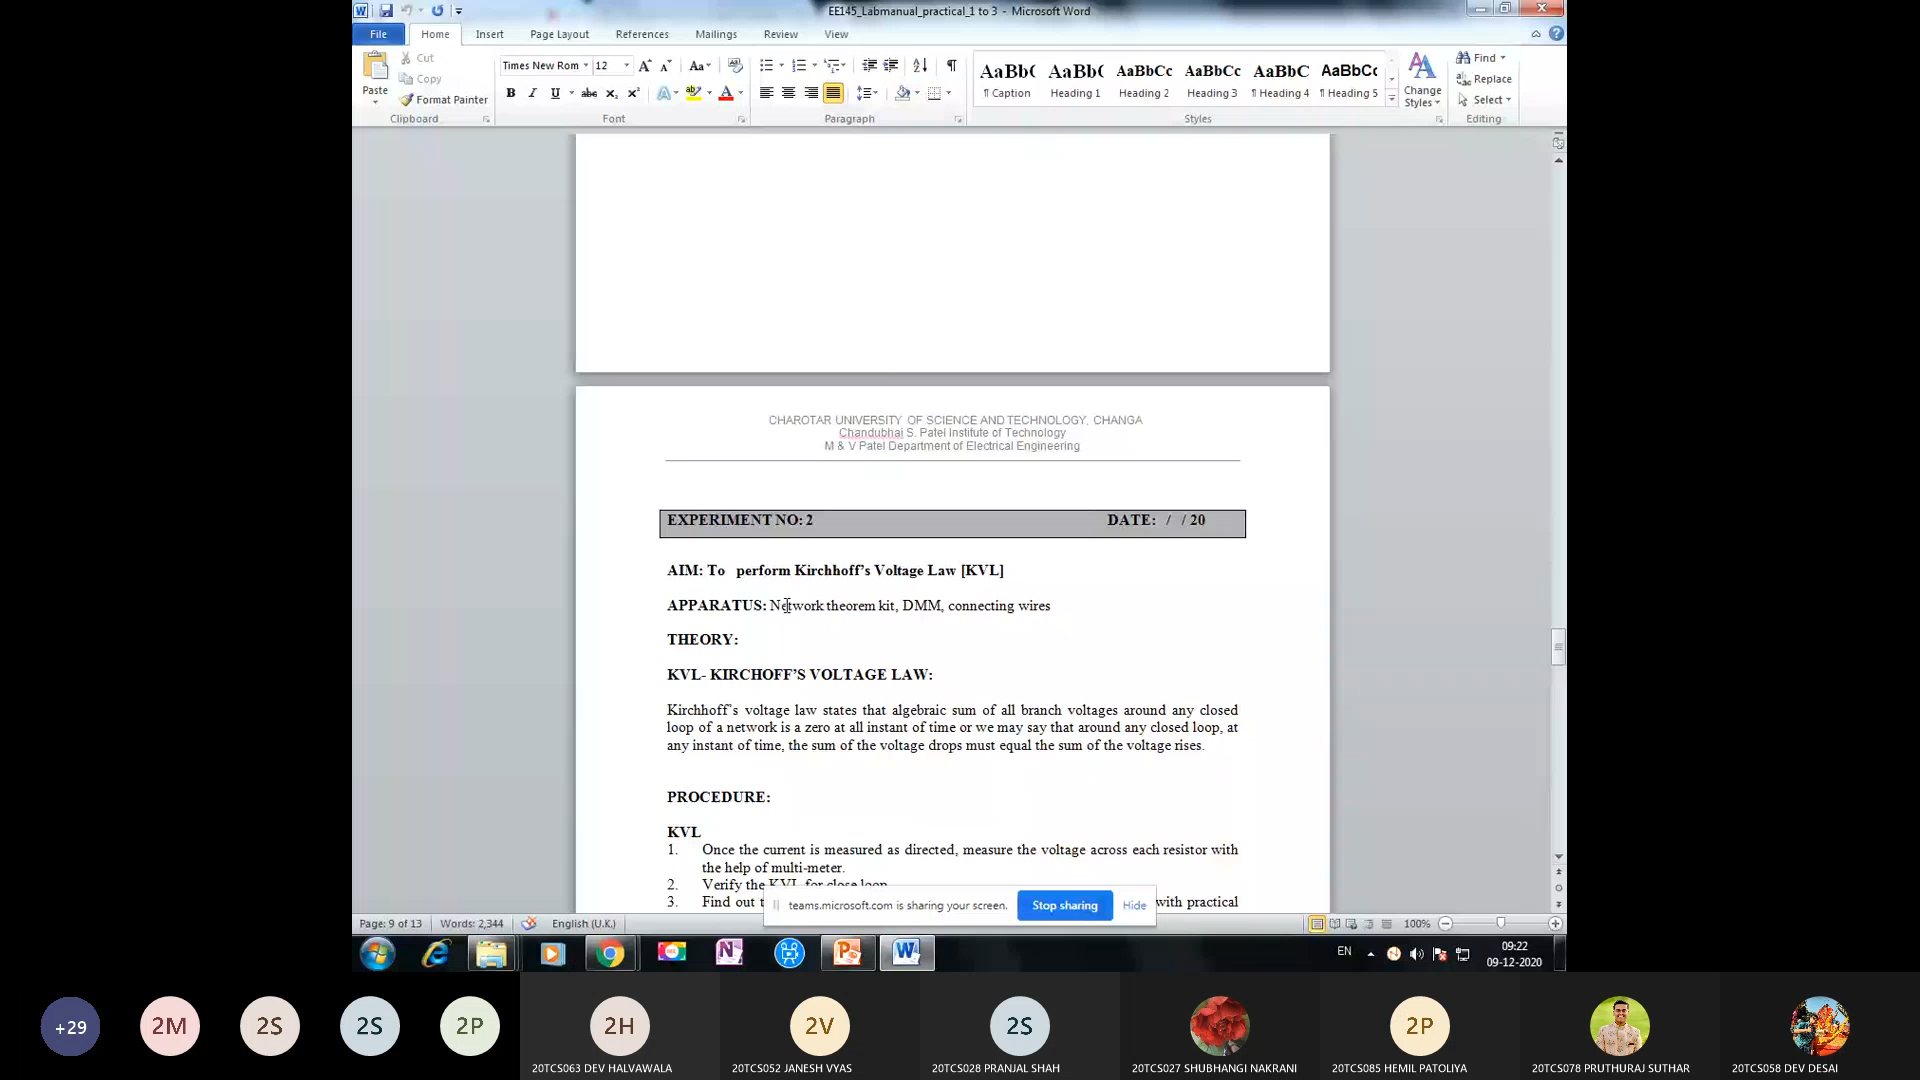 EE145_Labmanual_practical_1 to 3 - Microsoft Word
File Home Insert Page Layout References Mailings Review View
Paste
Cut
Copy
Format Painter
Clipboard
Times New Rom 12
Font
Paragraph
AaBb( AaBb( AaBbCc AaBbCc AaBbC AaBbCc
¶ Caption Heading 1 Heading 2 ¶ Heading 3 ¶ Heading 4 ¶ Heading 5
Styles
Change Styles
Find
Replace
Select
Editing
CHAROTAR UNIVERSITY OF SCIENCE AND TECHNOLOGY, CHANGA
Chandubhai S. Patel Institute of Technology
M & V Patel Department of Electrical Engineering
EXPERIMENT NO: 2 DATE: / / 20
AIM: To perform Kirchhoff’s Voltage Law [KVL]
APPARATUS: Network theorem kit, DMM, connecting wires
THEORY:
KVL- KIRCHOFF’S VOLTAGE LAW:
Kirchhoff’s voltage law states that algebraic sum of all branch voltages around any closed
loop of a network is a zero at all instant of time or we may say that around any closed loop, at
any instant of time, the sum of the voltage drops must equal the sum of the voltage rises.
PROCEDURE:
KVL
1. Once the current is measured as directed, measure the voltage across each resistor with
the help of multi-meter.
2. Verify the KVL for close loop
3. Find out with practical
teams.microsoft.com is sharing your screen. Stop sharing Hide
Page: 9 of 13 Words: 2,344 English (U.K.) 100%
EN 09:22
09-12-2020
+29 2M 2S 2S 2P 2H 2V 2S 2P
20TCS063 DEV HALVAWALA 20TCS052 JANESH VYAS 20TCS028 PRANJAL SHAH 20TCS027 SHUBHANGI NAKRANI 20TCS085 HEMIL PATOLIYA 20TCS078 PRUTHURAJ SUTHAR 20TCS058 DEV DESAI